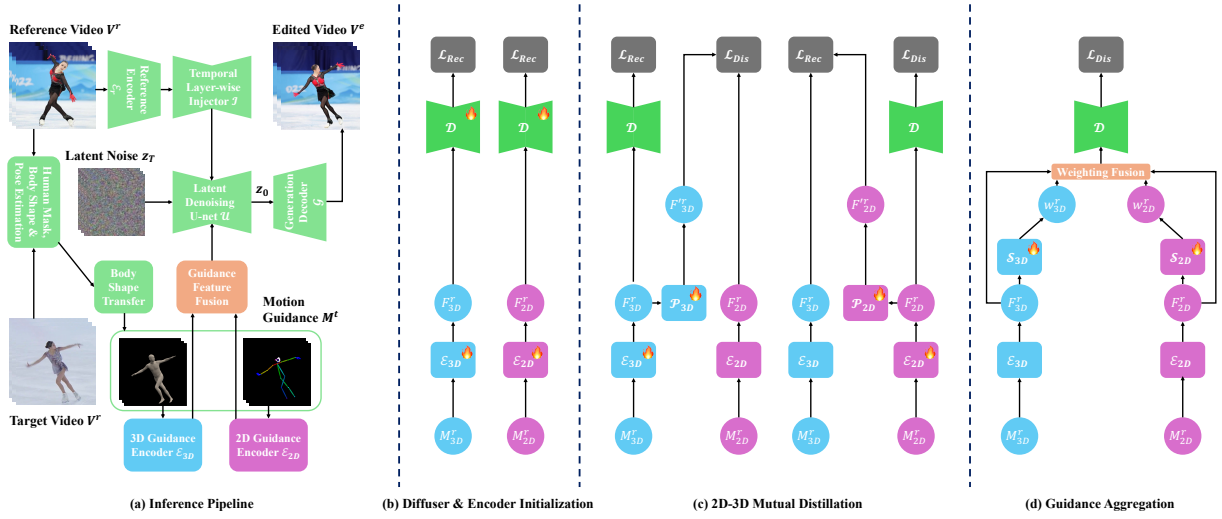 Reference Video V^r
Edited Video V^e
Reference
Encoder
ℰ_r
Temporal
Layer-wise
Injector ℐ
Human Mask,
Body Shape &
Pose Estimation
Latent Noise z_T
Latent
Denoising
U-net 𝒰
z_0
Generation
Decoder
𝒢
Body
Shape
Transfer
Guidance
Feature
Fusion
Motion
Guidance M^t
Target Video V^r
3D Guidance
Encoder ℰ_3D
2D Guidance
Encoder ℰ_2D
(a) Inference Pipeline
ℒ_Rec
ℒ_Rec
𝒟
𝒟
F^r_3D
F^r_2D
ℰ_3D
ℰ_2D
M^r_3D
M^r_2D
(b) Diffuser & Encoder Initialization
ℒ_Rec
ℒ_Dis
ℒ_Rec
ℒ_Dis
𝒟
𝒟
F'^r_3D
F'^r_2D
F^r_3D
𝒫_3D
F^r_2D
F^r_3D
𝒫_2D
F^r_2D
ℰ_3D
ℰ_2D
ℰ_3D
ℰ_2D
M^r_3D
M^r_2D
M^r_3D
M^r_2D
(c) 2D-3D Mutual Distillation
ℒ_Dis
𝒟
Weighting Fusion
w^r_3D
w^r_2D
𝒮_3D
𝒮_2D
F^r_3D
F^r_2D
ℰ_3D
ℰ_2D
M^r_3D
M^r_2D
(d) Guidance Aggregation